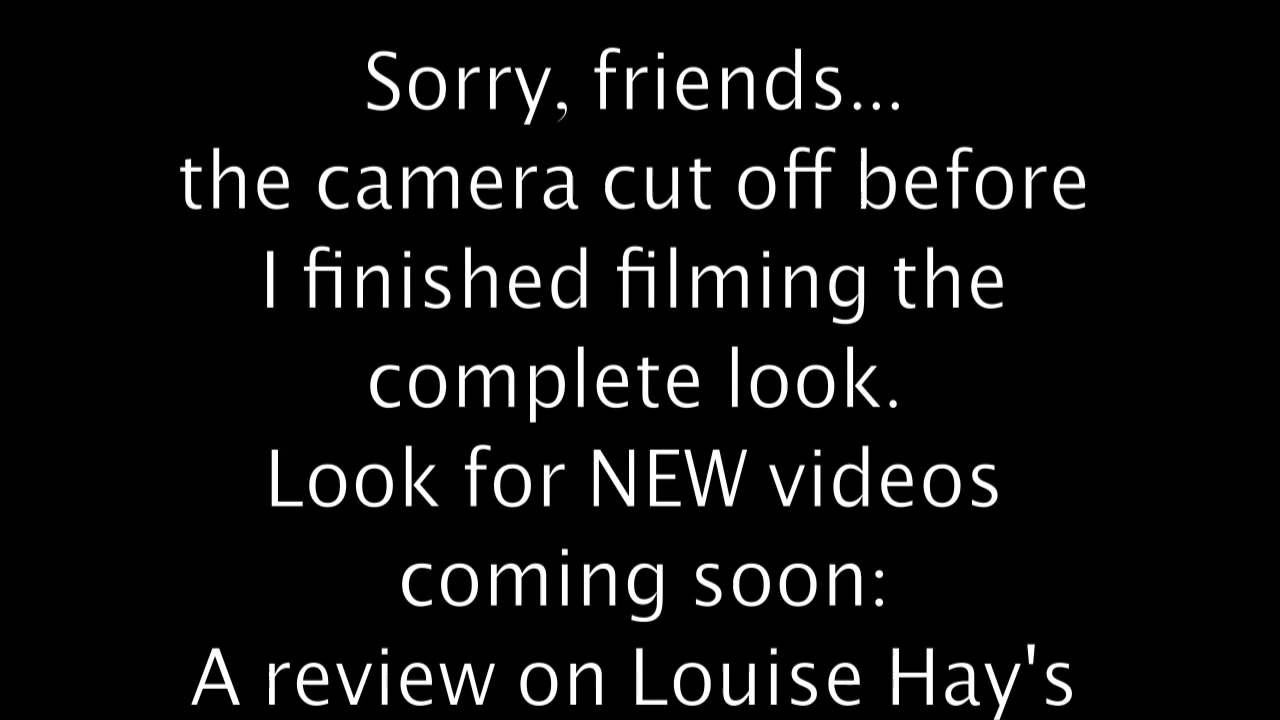 Sorry, friends...
the camera cut off before
I finished filming the
complete look.
Look for NEW videos
coming soon:
A review on Louise Hay's